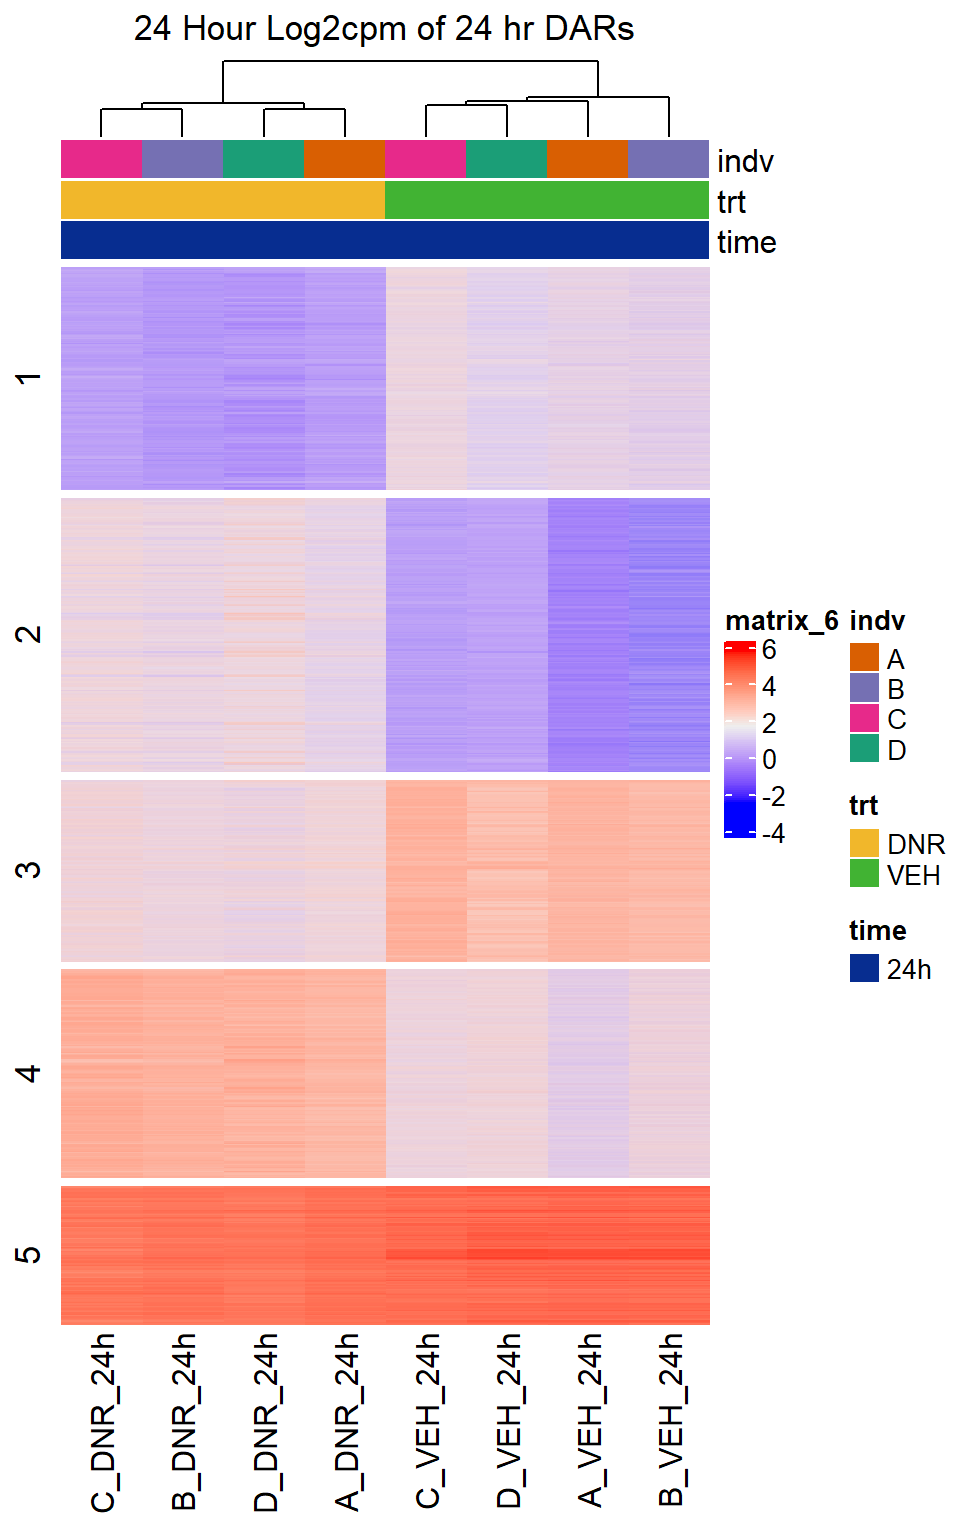 24 Hour Log2cpm of 24 hr DARs
indv
trt
time
1
2
3
4
5
matrix_6
6
4
2
0
-2
-4
indv
A
B
C
D
trt
DNR
VEH
time
24h
C_DNR_24h
B_DNR_24h
D_DNR_24h
A_DNR_24h
C_VEH_24h
D_VEH_24h
A_VEH_24h
B_VEH_24h